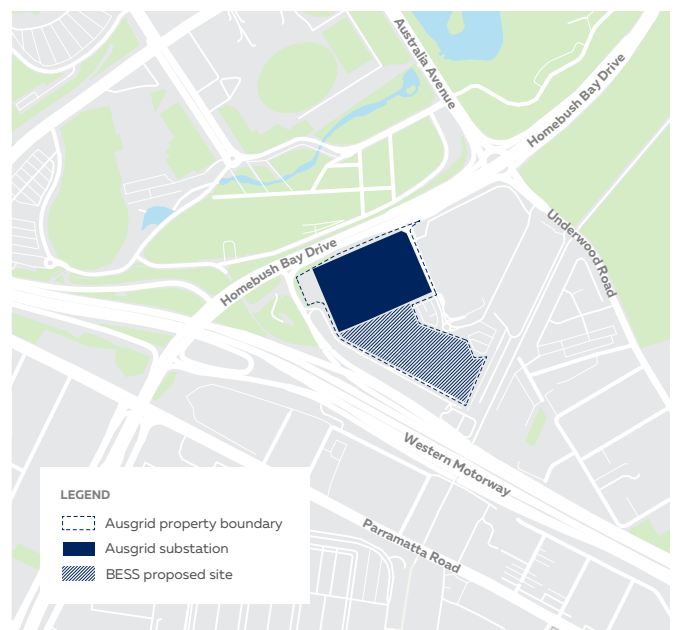 Australia Avenue
Homebush Bay Drive
Underwood Road
Homebush Bay Drive
Western Motorway
Parramatta Road
LEGEND
Ausgrid property boundary
Ausgrid substation
BESS proposed site